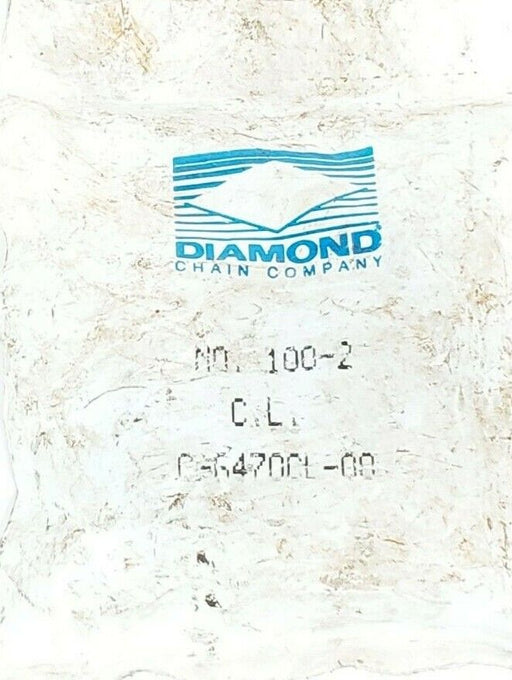 DIAMOND
CHAIN COMPANY
NO. 100-2
C.L.